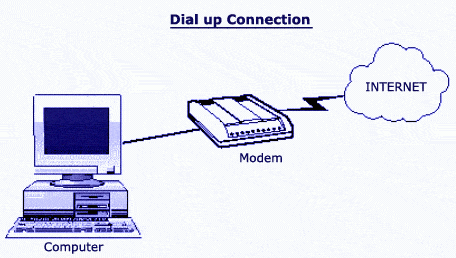 Dial up Connection
INTERNET
Modem
Computer